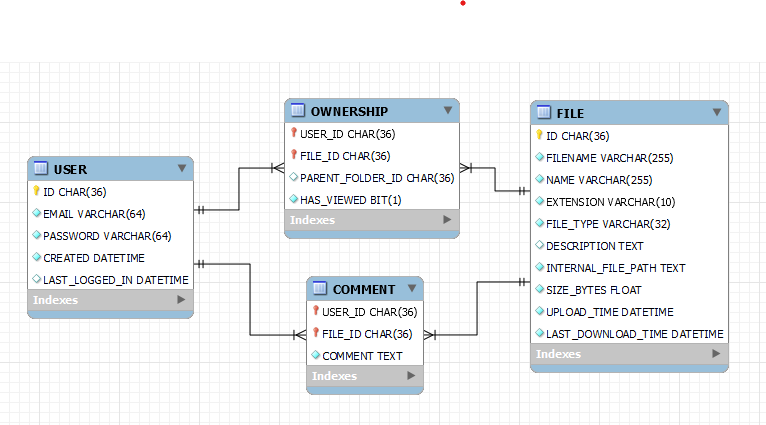 USER
ID CHAR(36)
EMAIL VARCHAR(64)
PASSWORD VARCHAR(64)
CREATED DATETIME
LAST_LOGGED_IN DATETIME
Indexes
OWNERSHIP
USER_ID CHAR(36)
FILE_ID CHAR(36)
PARENT_FOLDER_ID CHAR(36)
HAS_VIEWED BIT(1)
Indexes
COMMENT
USER_ID CHAR(36)
FILE_ID CHAR(36)
COMMENT TEXT
Indexes
FILE
ID CHAR(36)
FILENAME VARCHAR(255)
NAME VARCHAR(255)
EXTENSION VARCHAR(10)
FILE_TYPE VARCHAR(32)
DESCRIPTION TEXT
INTERNAL_FILE_PATH TEXT
SIZE_BYTES FLOAT
UPLOAD_TIME DATETIME
LAST_DOWNLOAD_TIME DATETIME
Indexes